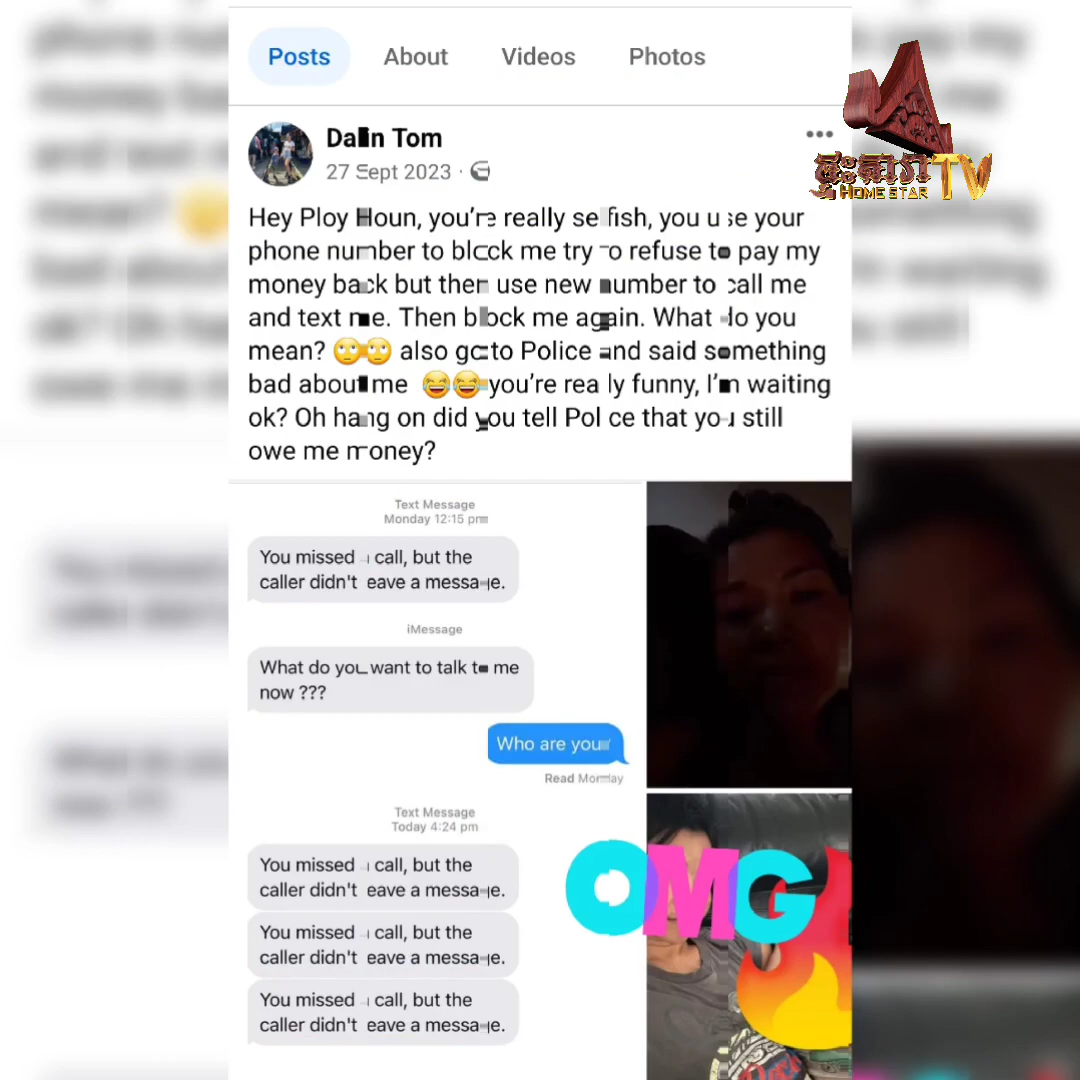 Posts About Videos Photos
Tom
27 Sept 2023
Hey Ploy Houn, you're really selfish, you use your
phone number to block me try to refuse to pay my
money back but then use new number to call me
and text me. Then block me again. What do you
mean? 🙄🙄 also go to Police and said something
bad about me 😂😂 you're really funny, I'm waiting
ok? Oh hang on did you tell Police that you still
owe me money?
Text Message
Monday 12:15 pm
You missed a call, but the
caller didn't leave a message.
iMessage
What do you want to talk to me
now ???
Who are you
Read Monday
Text Message
Today 4:24 pm
You missed a call, but the
caller didn't leave a message.
You missed a call, but the
caller didn't leave a message.
You missed a call, but the
caller didn't leave a message.
OMG
ផ្ទះតារា TV
HOME STAR